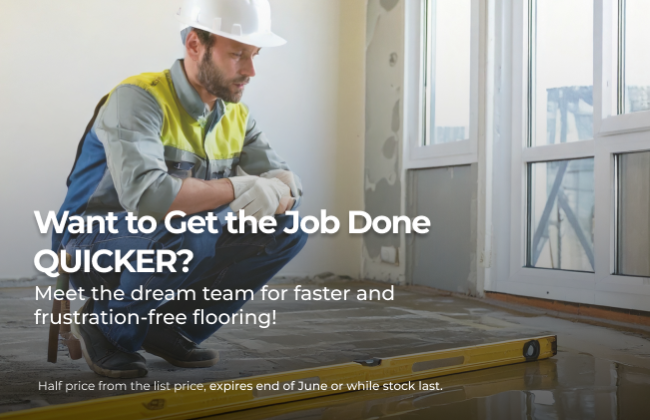 Want to Get the Job Done
QUICKER?
Meet the dream team for faster and
frustration-free flooring!
Half price from the list price, expires end of June or while stock last.